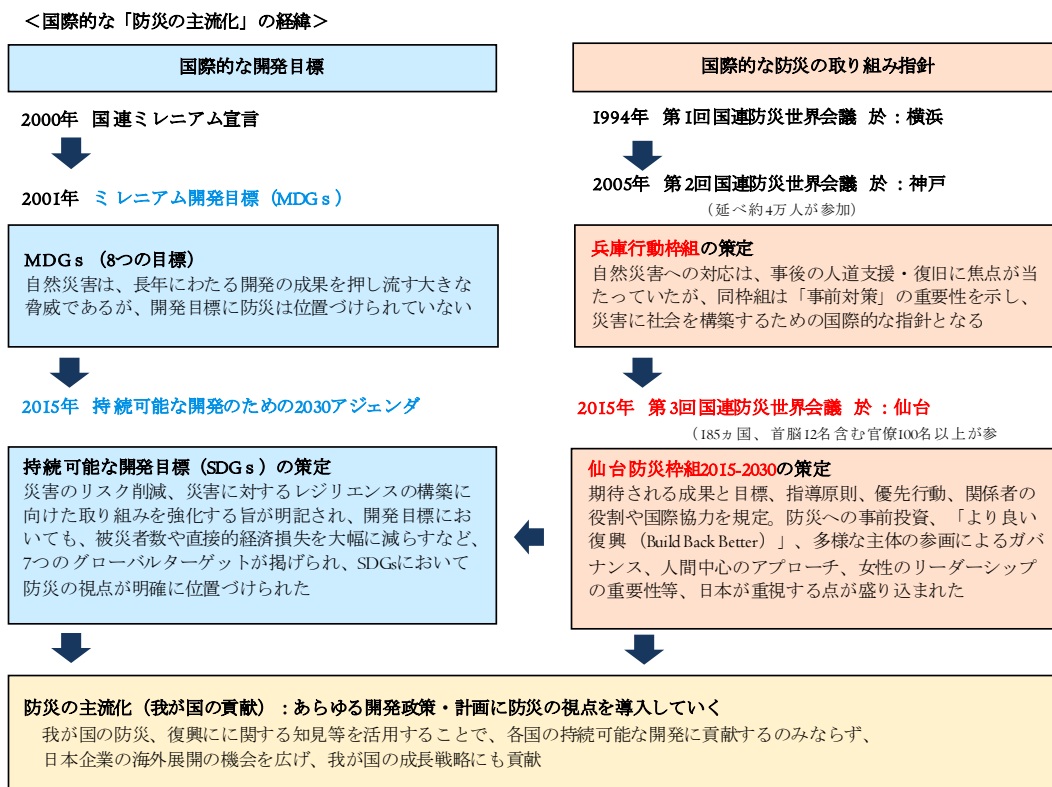 ＜国際的な「防災の主流化」の経緯＞
国際的な開発目標
2000年 国連ミレニアム宣言
2001年 ミレニアム開発目標（MDGs）
MDGs（8つの目標）
自然災害は、長年にわたる開発の成果を押し流す大きな
脅威であるが、開発目標に防災は位置づけられていない
2015年 持続可能な開発のための2030アジェンダ
持続可能な開発目標（SDGs）の策定
災害のリスク削減、災害に対するレジリエンスの構築に
向けた取り組みを強化する旨が明記され、開発目標にお
いても、被災者数や直接的経済損失を大幅に減らすなど、
7つのグローバルターゲットが掲げられ、SDGsにおいて
防災の視点が明確に位置づけられた
国際的な防災の取り組み指針
1994年 第1回国連防災世界会議 於：横浜
2005年 第2回国連防災世界会議 於：神戸
（延べ約4万人が参加）
兵庫行動枠組の策定
自然災害への対応は、事後の人道支援・復旧に焦点が当
たっていたが、同枠組は「事前対策」の重要性を示し、
災害に社会を構築するための国際的な指針となる
2015年 第3回国連防災世界会議 於：仙台
（185ヵ国、首脳12名含む官僚100名以上が参
仙台防災枠組2015-2030の策定
期待される成果と目標、指導原則、優先行動、関係者の
役割や国際協力を規定。防災への事前投資、「より良い
復興（Build Back Better）」、多様な主体の参画によるガバ
ナンス、人間中心のアプローチ、女性のリーダーシップ
の重要性等、日本が重視する点が盛り込まれた
防災の主流化（我が国の貢献）：あらゆる開発政策・計画に防災の視点を導入していく
我が国の防災、復興にに関する知見等を活用することで、各国の持続可能な開発に貢献するのみならず、
日本企業の海外展開の機会を広げ、我が国の成長戦略にも貢献